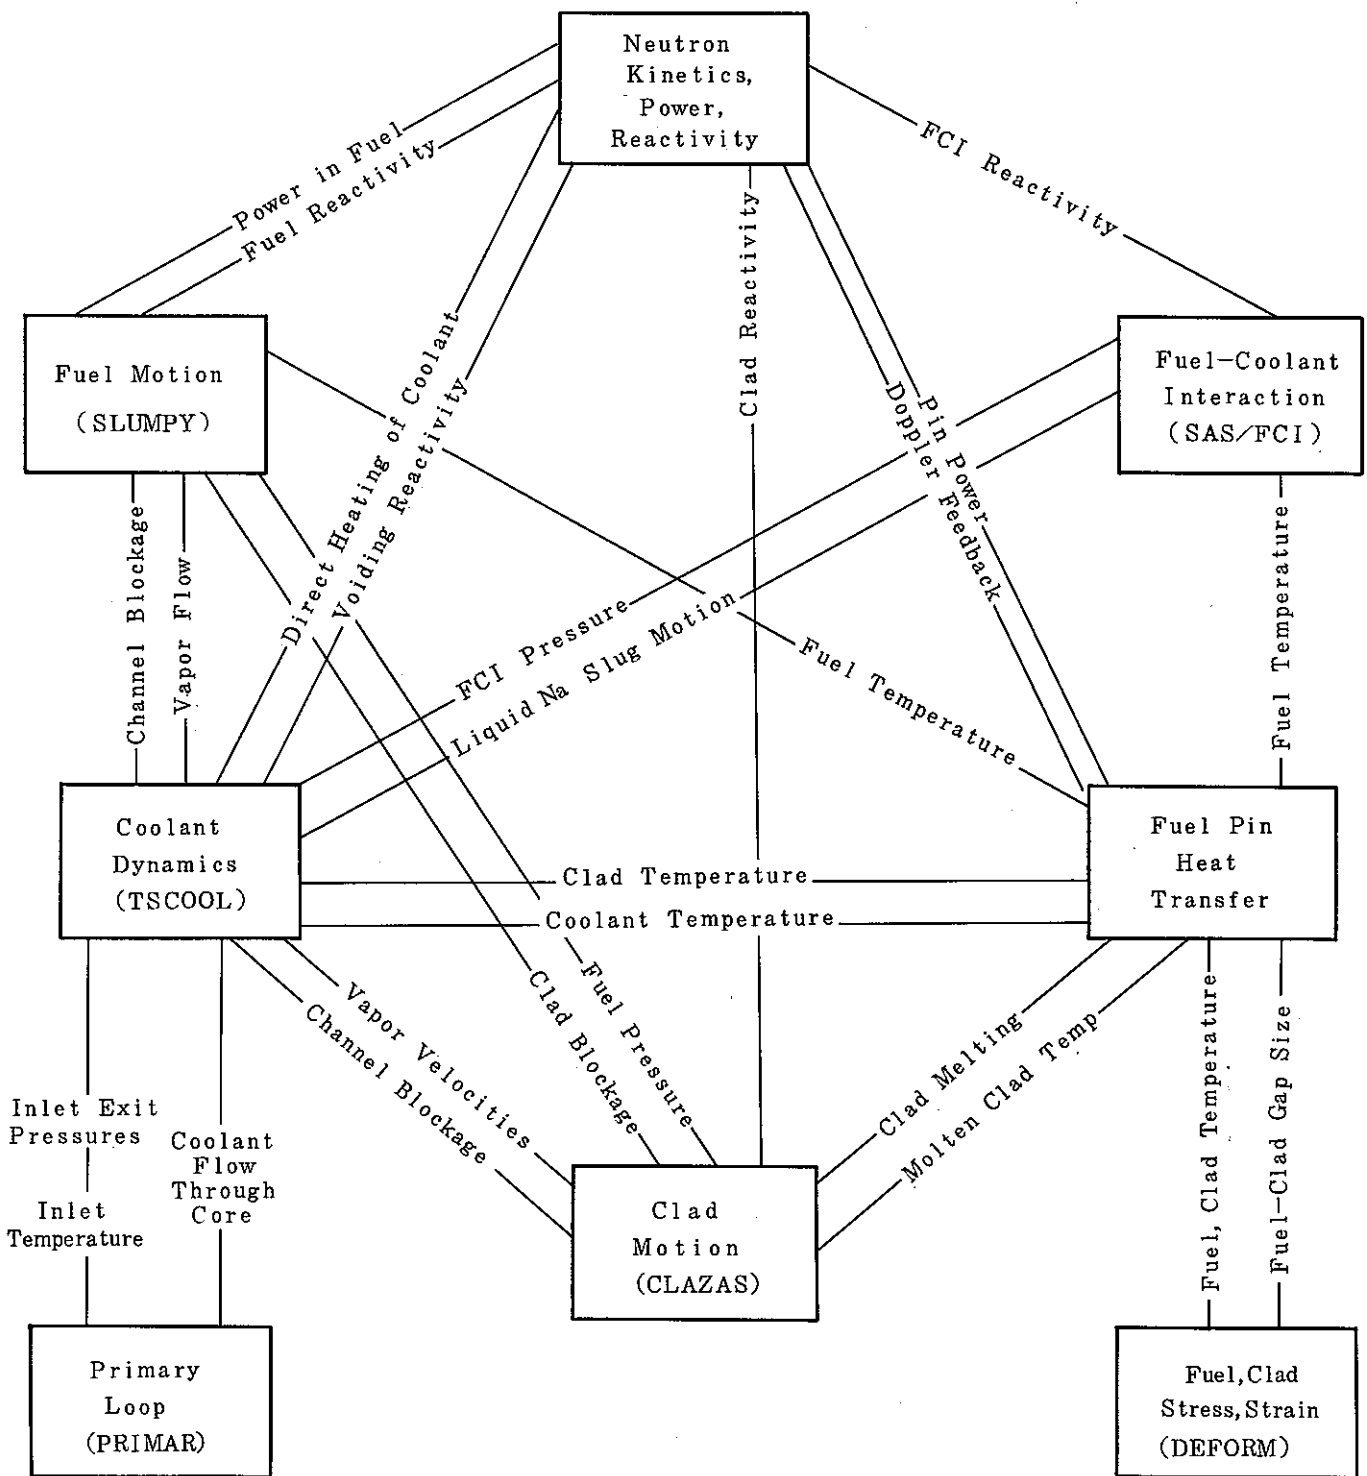 Neutron
Kinetics,
Power,
Reactivity
Power in Fuel
Fuel Reactivity
FCI Reactivity
Clad Reactivity
Direct Heating of Coolant
Voiding Reactivity
Pin Power
Doppler Feedback
Fuel Motion
(SLUMPY)
Fuel-Coolant
Interaction
(SAS/FCI)
Channel Blockage
Vapor Flow
FCI Pressure
Liquid Na Slug Motion
Fuel Temperature
Fuel Temperature
Coolant
Dynamics
(TSCOOL)
Clad Temperature
Coolant Temperature
Fuel Pin
Heat
Transfer
Vapor Velocities
Channel Blockage
Clad Blockage
Fuel Pressure
Clad Melting
Molten Clad Temp
Fuel, Clad Temperature
Fuel-Clad Gap Size
Inlet Exit
Pressures
Inlet
Temperature
Coolant
Flow
Through
Core
Clad
Motion
(CLAZAS)
Primary
Loop
(PRIMAR)
Fuel,Clad
Stress,Strain
(DEFORM)